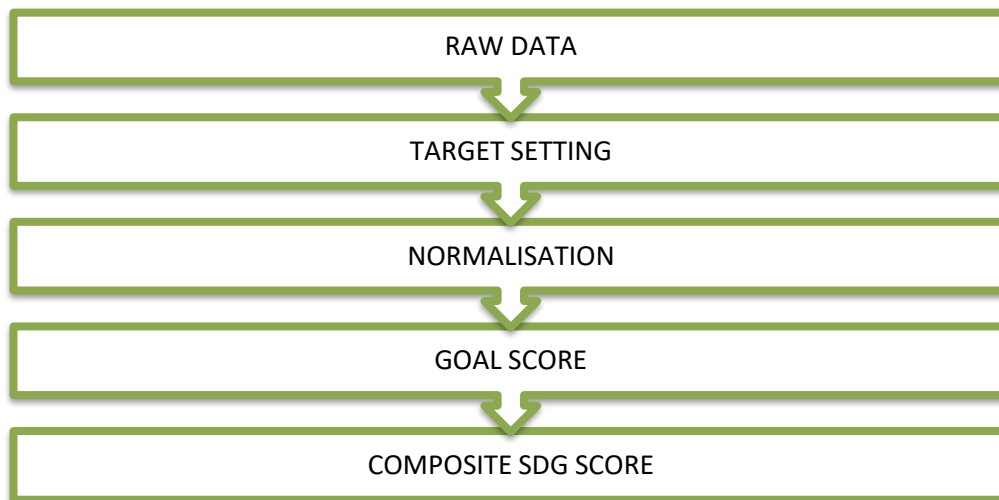 RAW DATA
TARGET SETTING
NORMALISATION
GOAL SCORE
COMPOSITE SDG SCORE